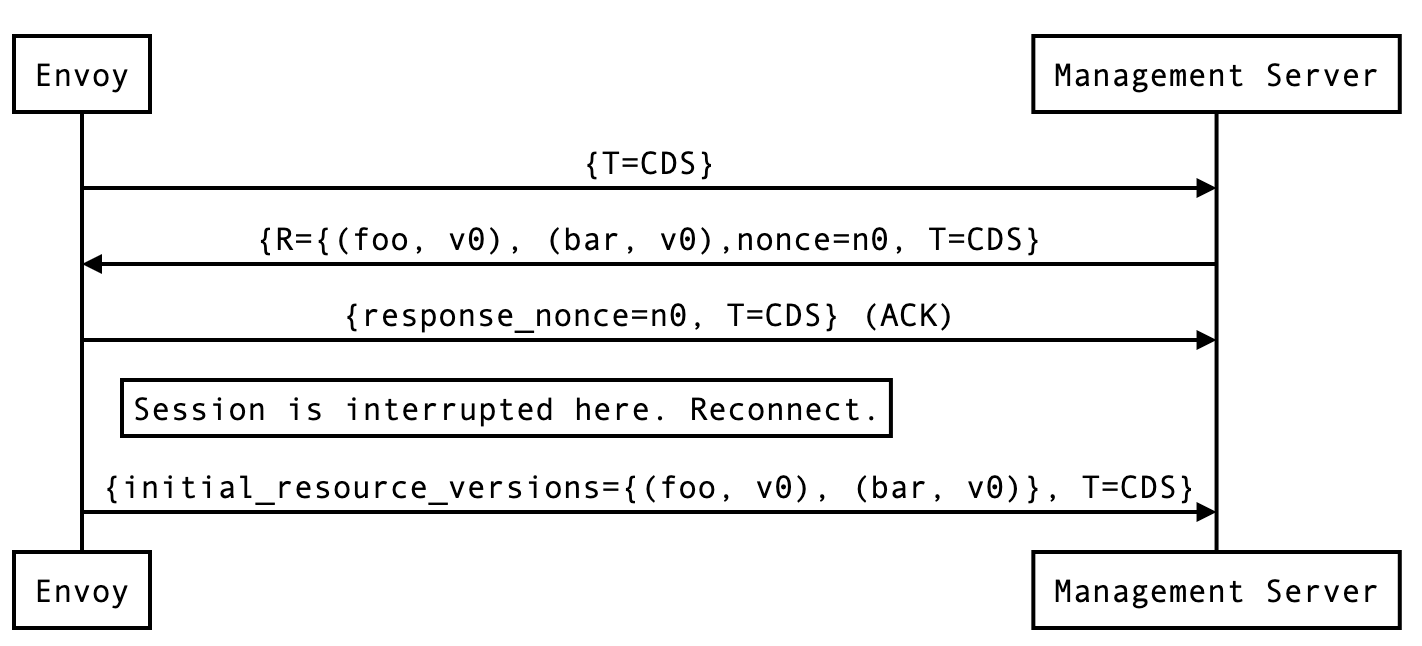 Envoy
Management Server
{T=CDS}
{R={(foo, v0), (bar, v0),nonce=n0, T=CDS}
{response_nonce=n0, T=CDS} (ACK)
Session is interrupted here. Reconnect.
{initial_resource_versions={(foo, v0), (bar, v0)}, T=CDS}
Envoy
Management Server